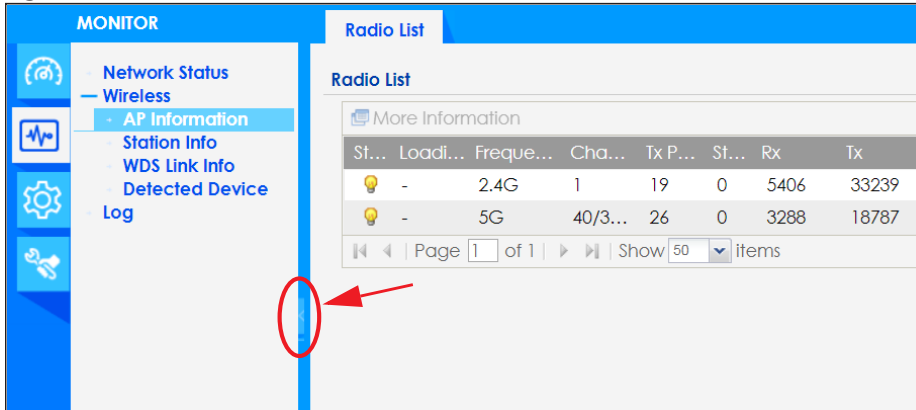 MONITOR
Network Status
Wireless
AP Information
Station Info
WDS Link Info
Detected Device
Log
Radio List
Radio List
More Information
St... Loadi... Freque... Cha... Tx P... St... Rx Tx
- 2.4G 1 19 0 5406 33239
- 5G 40/3... 26 0 3288 18787
Page 1 of 1 Show 50 items